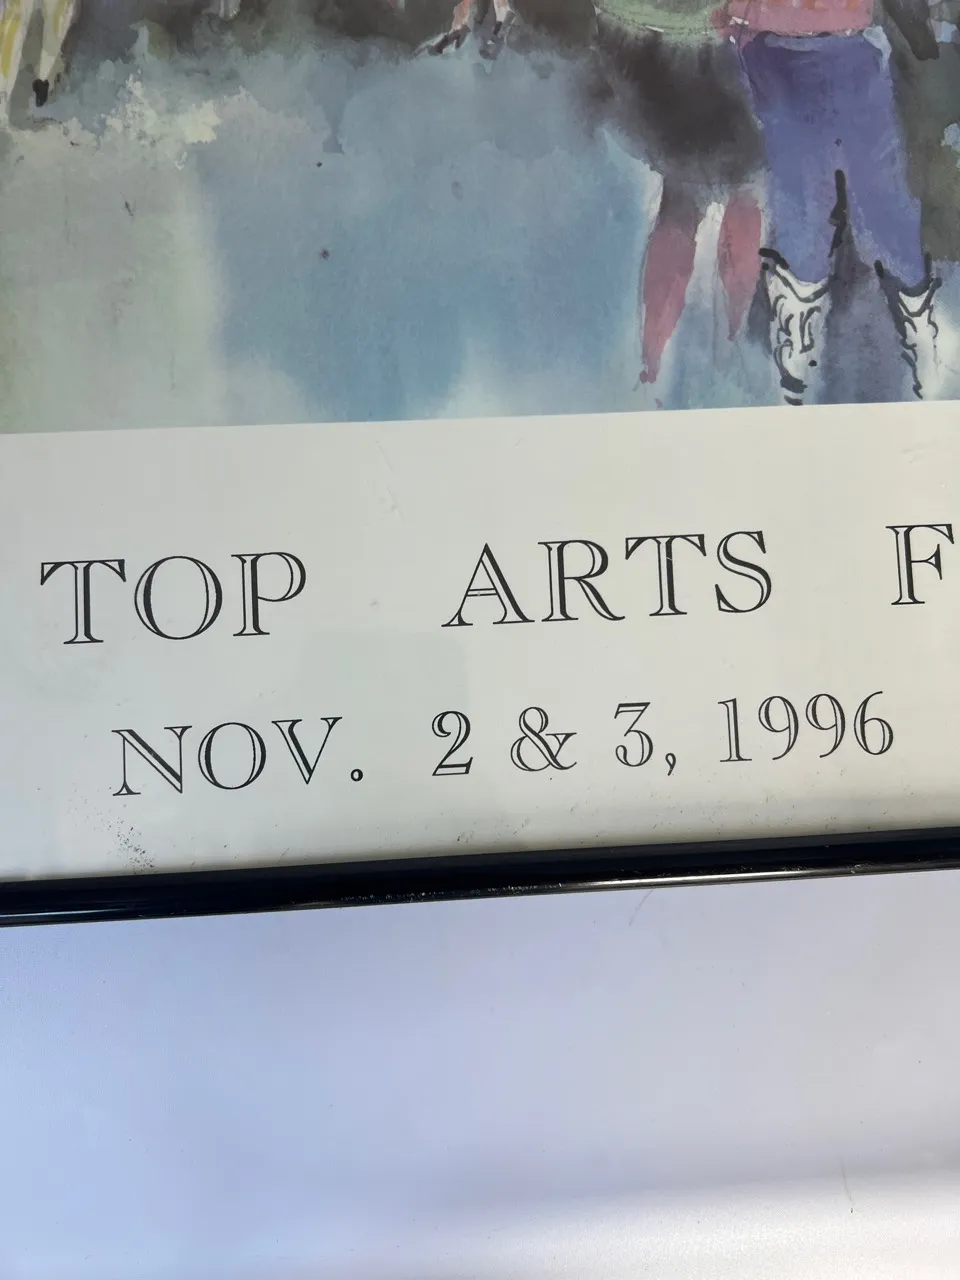 TOP ARTS F
NOV. 2 & 3, 1996